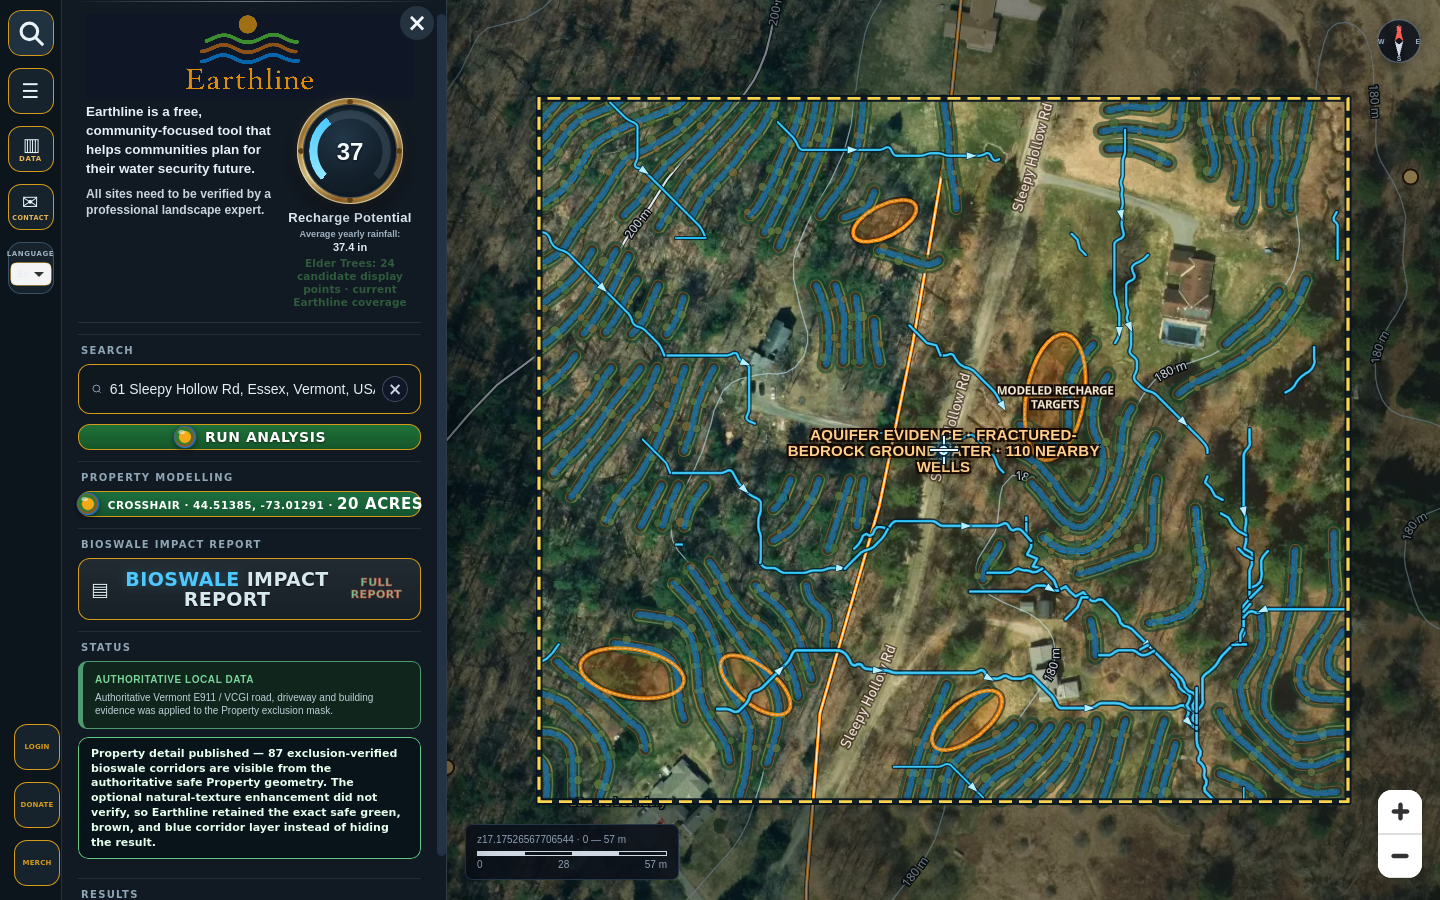 Earthline
Earthline is a free,
community-focused tool that
helps communities plan for
their water security future.
All sites need to be verified by a
professional landscape expert.
37
Recharge Potential
Average yearly rainfall:
37.4 in
Elder Trees: 24
candidate display
points · current
Earthline coverage
DATA
CONTACT
LANGUAGE
LOGIN
DONATE
MERCH
SEARCH
61 Sleepy Hollow Rd, Essex, Vermont, USA
RUN ANALYSIS
PROPERTY MODELLING
CROSSHAIR · 44.51385, -73.01291 · 20 ACRES
BIOSWALE IMPACT REPORT
BIOSWALE IMPACT
REPORT
FULL
REPORT
STATUS
AUTHORITATIVE LOCAL DATA
Authoritative Vermont E911 / VCGI road, driveway and building
evidence was applied to the Property exclusion mask.
Property detail published — 87 exclusion-verified
bioswale corridors are visible from the
authoritative safe Property geometry. The
optional natural-texture enhancement did not
verify, so Earthline retained the exact safe green,
brown, and blue corridor layer instead of hiding
the result.
RESULTS
200 m
200 m
Sleepy Hollow Rd
180 m
180 m
180 m
MODELED RECHARGE
TARGETS
Hollow Rd
AQUIFER EVIDENCE · FRACTURED-
BEDROCK GROUNDWATER · 110 NEARBY
WELLS
18
180 m
180 m
Sleepy Hollow Rd
180 m
W
E
S
z17.17526567706544 · 0 — 57 m
0
28
57 m